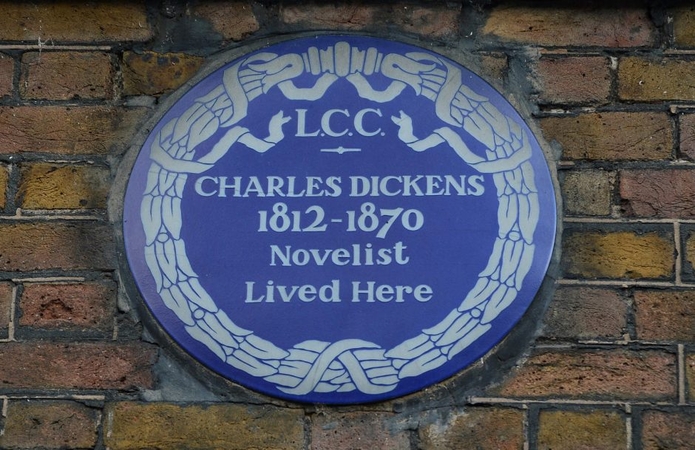 L.C.C.
CHARLES DICKENS
1812-1870
Novelist
Lived Here